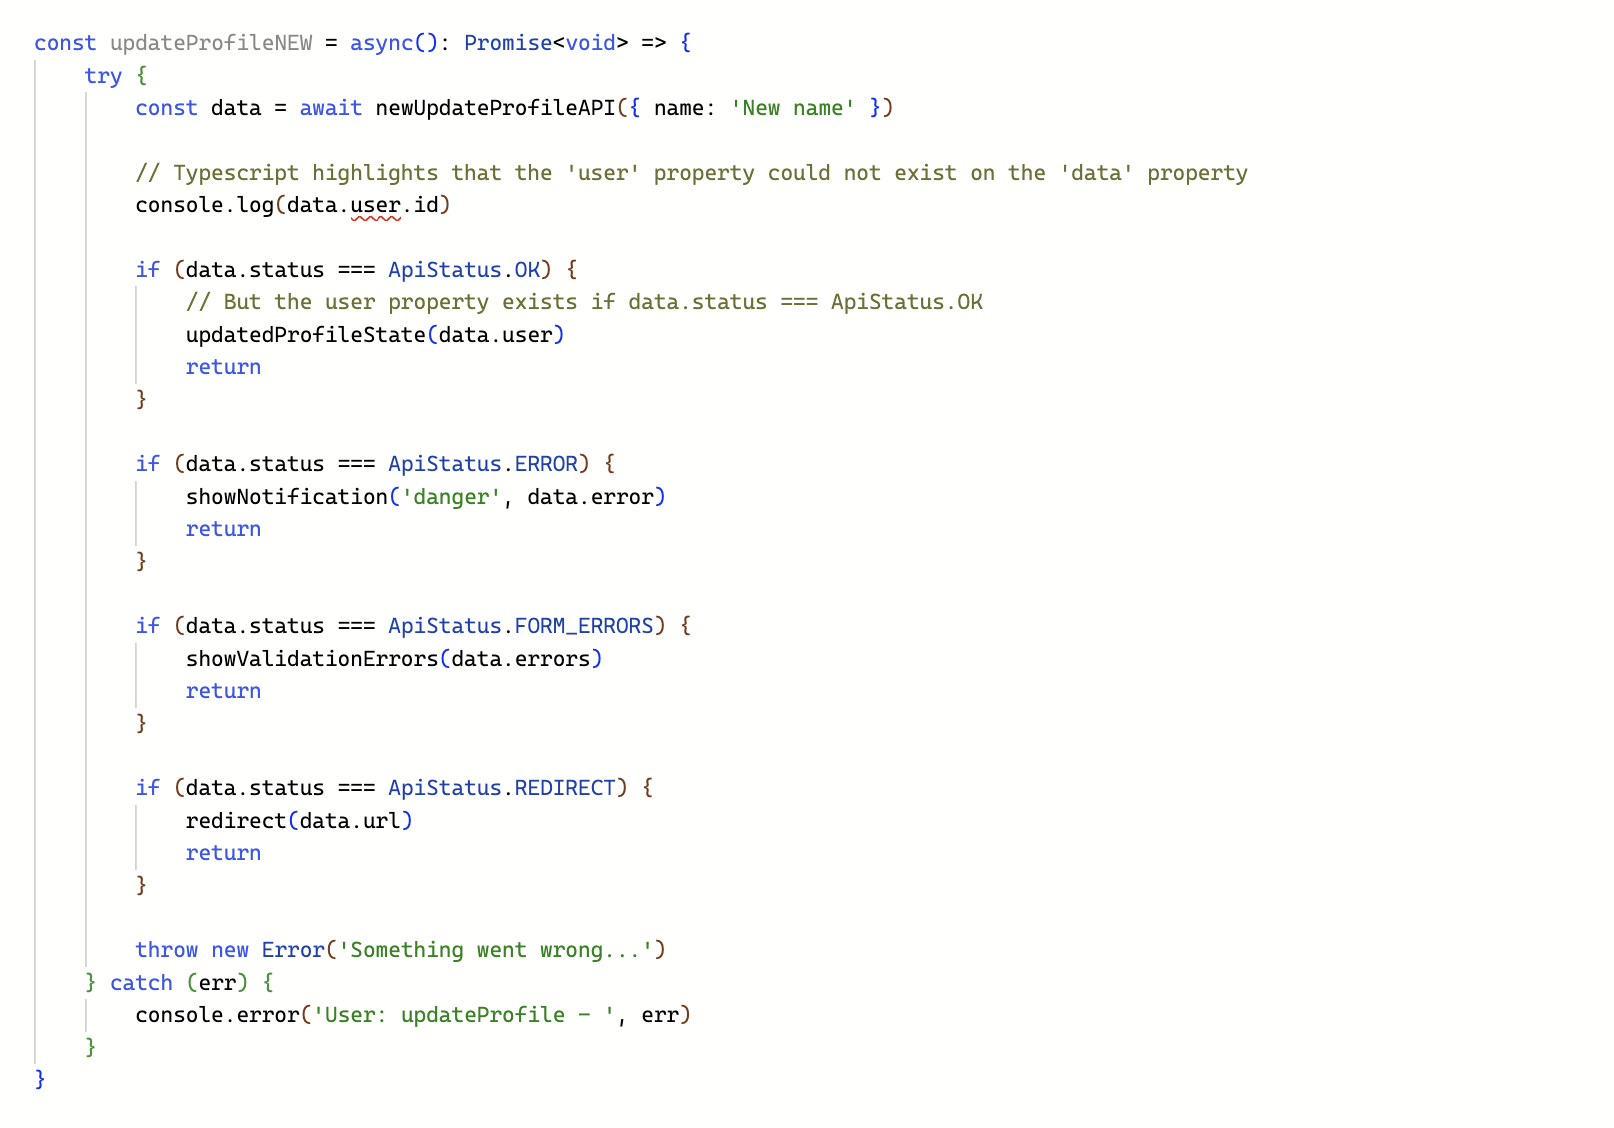 const updateProfileNEW = async(): Promise<void> => {
    try {
        const data = await newUpdateProfileAPI({ name: 'New name' })

        // Typescript highlights that the 'user' property could not exist on the 'data' property
        console.log(data.user.id)

        if (data.status === ApiStatus.OK) {
            // But the user property exists if data.status === ApiStatus.OK
            updatedProfileState(data.user)
            return
        }

        if (data.status === ApiStatus.ERROR) {
            showNotification('danger', data.error)
            return
        }

        if (data.status === ApiStatus.FORM_ERRORS) {
            showValidationErrors(data.errors)
            return
        }

        if (data.status === ApiStatus.REDIRECT) {
            redirect(data.url)
            return
        }

        throw new Error('Something went wrong...')
    } catch (err) {
        console.error('User: updateProfile - ', err)
    }
}